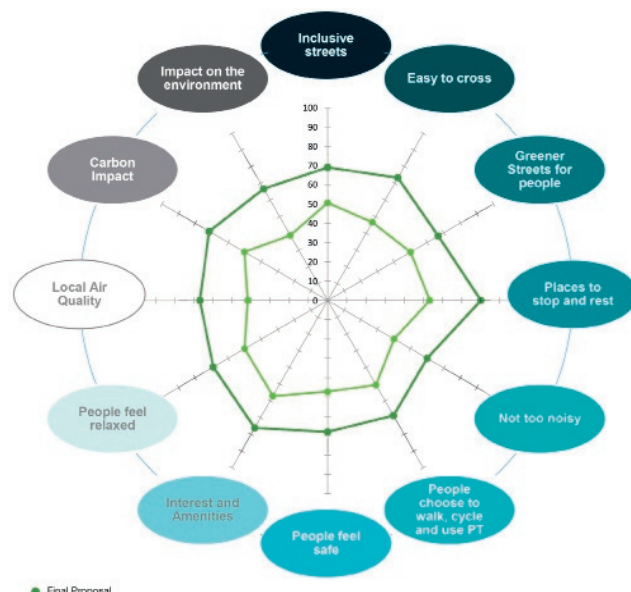 Inclusive
streets
Impact on the
environment
Easy to cross
100
90
80
70
60
50
40
30
20
10
0
Carbon
Impact
Greener
Streets for
people
Local Air
Quality
Places to
stop and rest
People feel
relaxed
Not too noisy
Interest and
Amenities
People feel
safe
People
choose to
walk, cycle
and use PT
Final Proposal